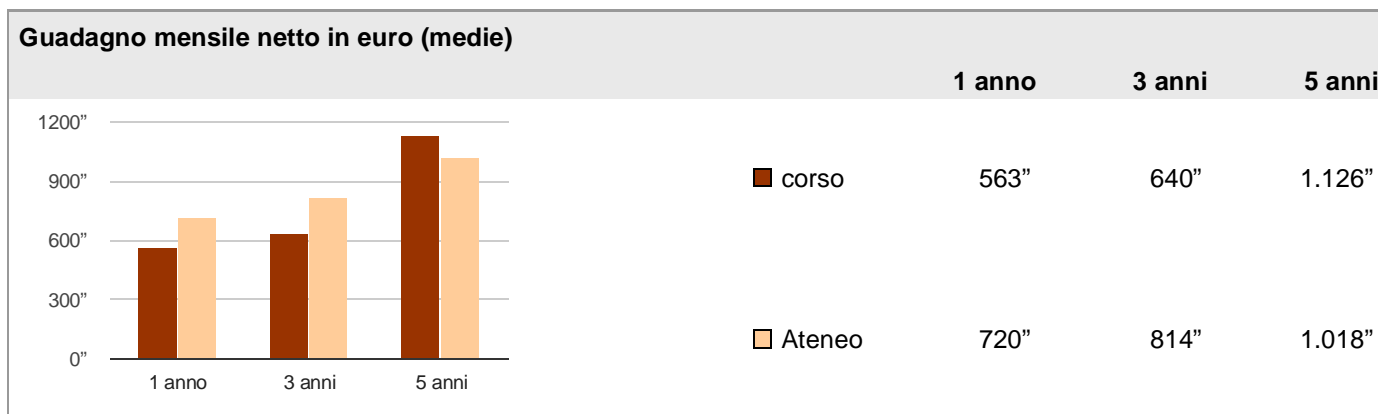 Guadagno mensile netto in euro (medie)
1 anno 3 anni 5 anni
1200”
900”
600”
300”
0”
1 anno 3 anni 5 anni
corso 563” 640” 1.126”
Ateneo 720” 814” 1.018”